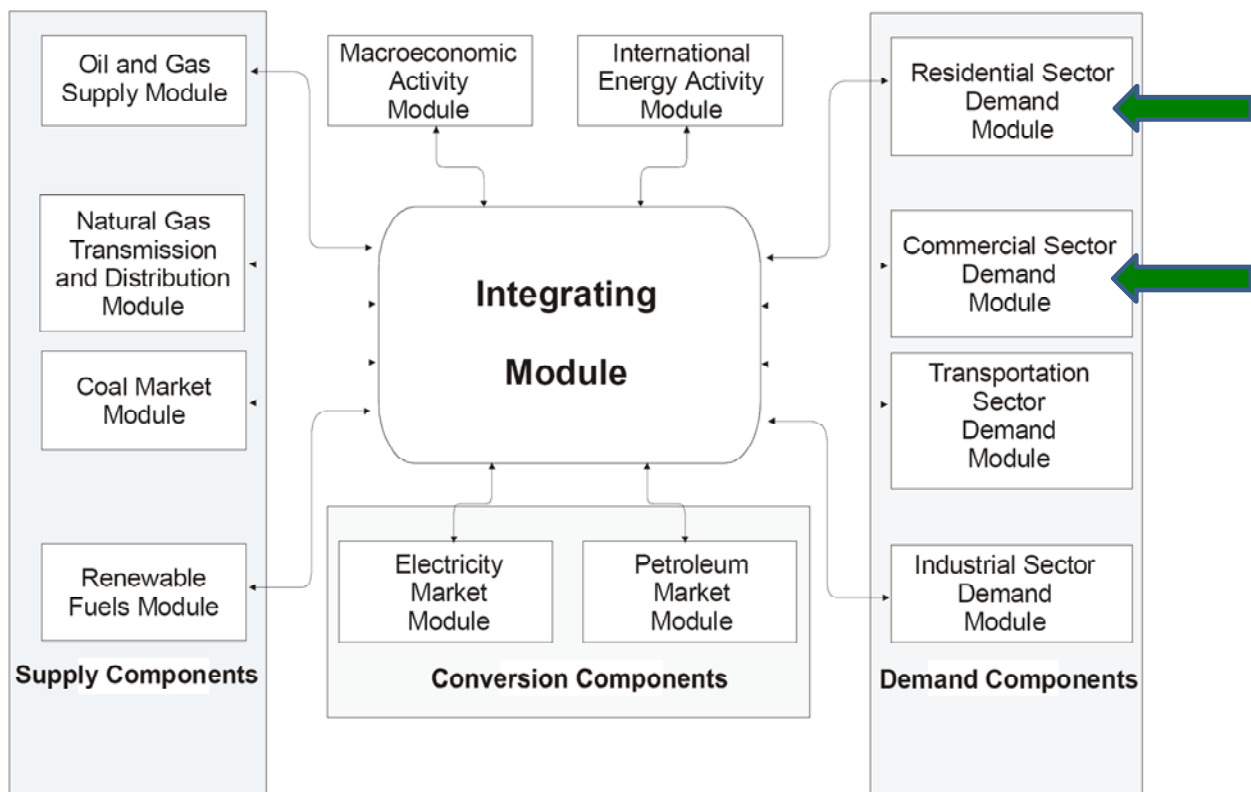 Oil and Gas
Supply Module
Natural Gas
Transmission
and Distribution
Module
Coal Market
Module
Renewable
Fuels Module
Supply Components
Macroeconomic
Activity
Module
International
Energy Activity
Module
Integrating
Module
Electricity
Market
Module
Petroleum
Market
Module
Conversion Components
Residential Sector
Demand
Module
Commercial Sector
Demand
Module
Transportation
Sector
Demand
Module
Industrial Sector
Demand
Module
Demand Components